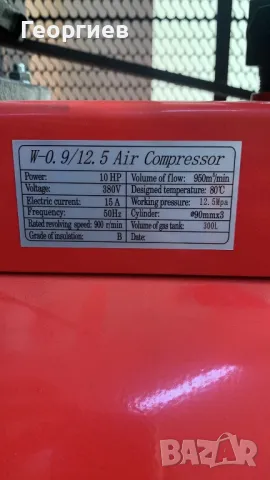 Георгиев
W-0.9/12.5 Air Compressor
Power: 10 HP Volume of flow: 950m³/min
Voltage: 380V Designed temperature: 80℃
Electric current: 15 A Working pressure: 12.5Mpa
Frequency: 50Hz Cylinder: φ90mmx3
Rated revolving speed: 900 r/min Volume of gas tank: 300L
Grade of insulation: B Date:
BAZAR
bg